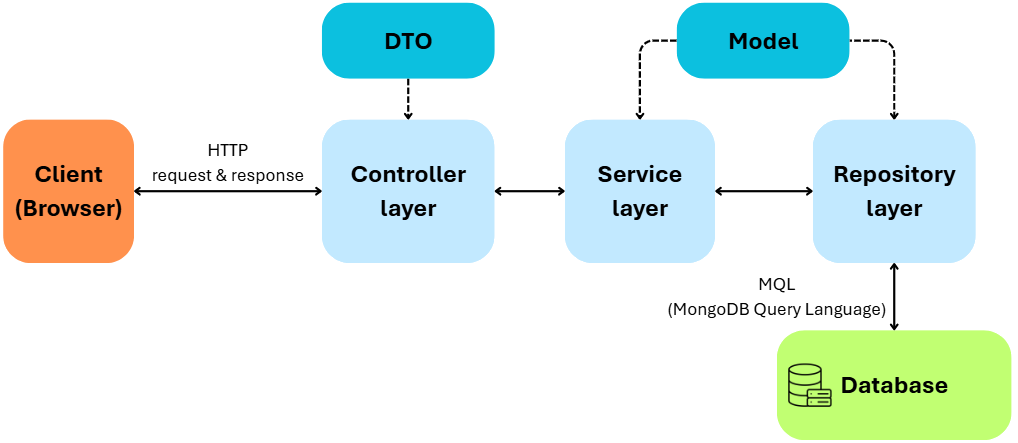 DTO
Model
Client
(Browser)
HTTP
request & response
Controller
layer
Service
layer
Repository
layer
MQL
(MongoDB Query Language)
Database